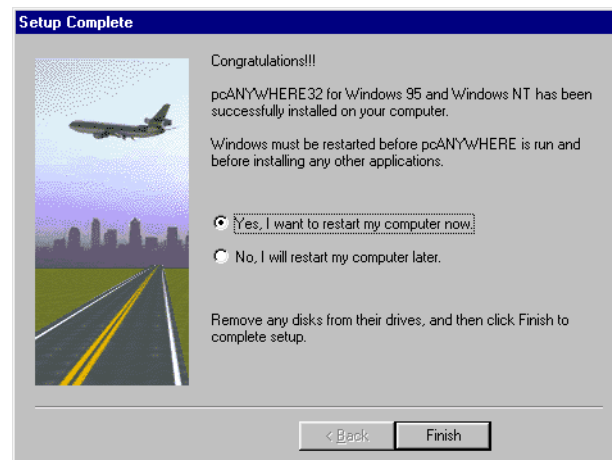 Setup Complete
Congratulations!!!
pcANYWHERE32 for Windows 95 and Windows NT has been
successfully installed on your computer.
Windows must be restarted before pcANYWHERE is run and
before installing any other applications.
Yes, I want to restart my computer now.
No, I will restart my computer later.
Remove any disks from their drives, and then click Finish to
complete setup.
< Back
Finish